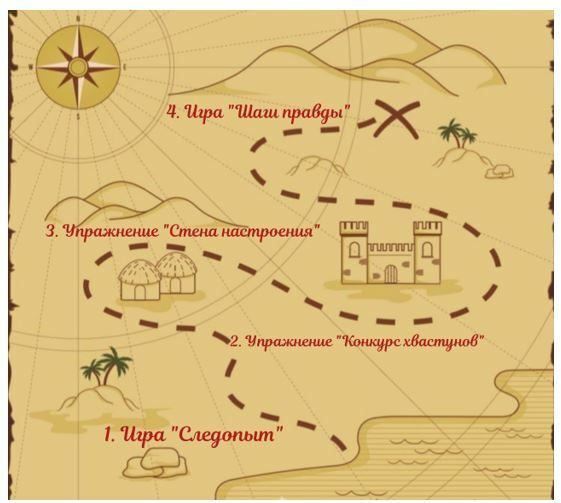 N
W
E
S
4. Игра "Шаш правды"
3. Упражнение "Стена настроения"
2. Упражнение "Конкурс хвастунов"
1. Игра "Следопыт"